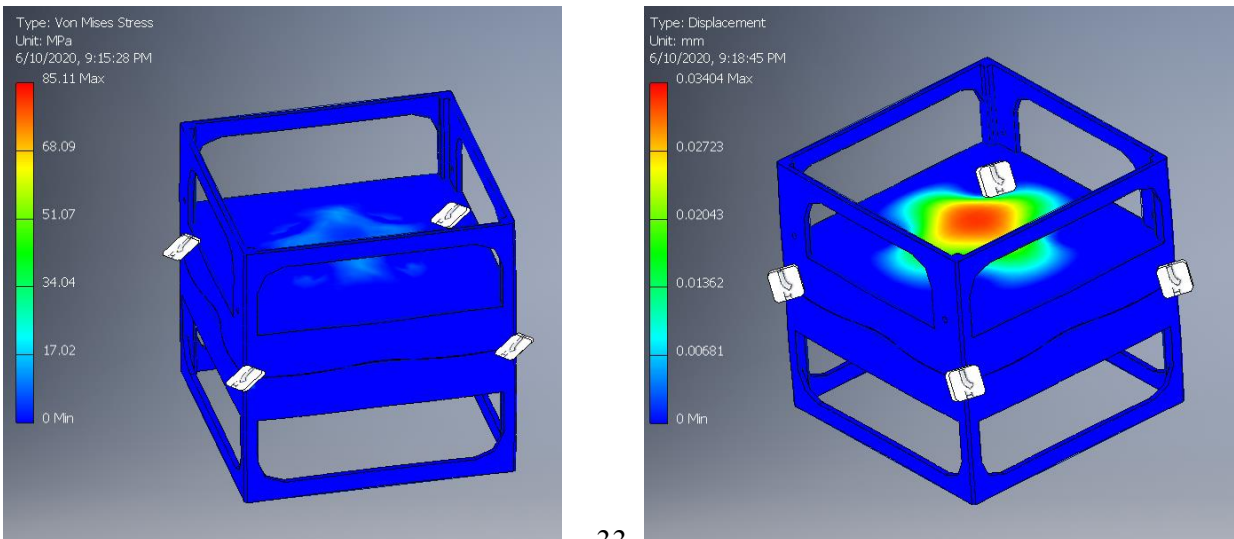 Type: Von Mises Stress
Unit: MPa
6/10/2020, 9:15:28 PM
85.11 Max
68.09
51.07
34.04
17.02
0 Min
Type: Displacement
Unit: mm
6/10/2020, 9:18:45 PM
0.03404 Max
0.02723
0.02043
0.01362
0.00681
0 Min